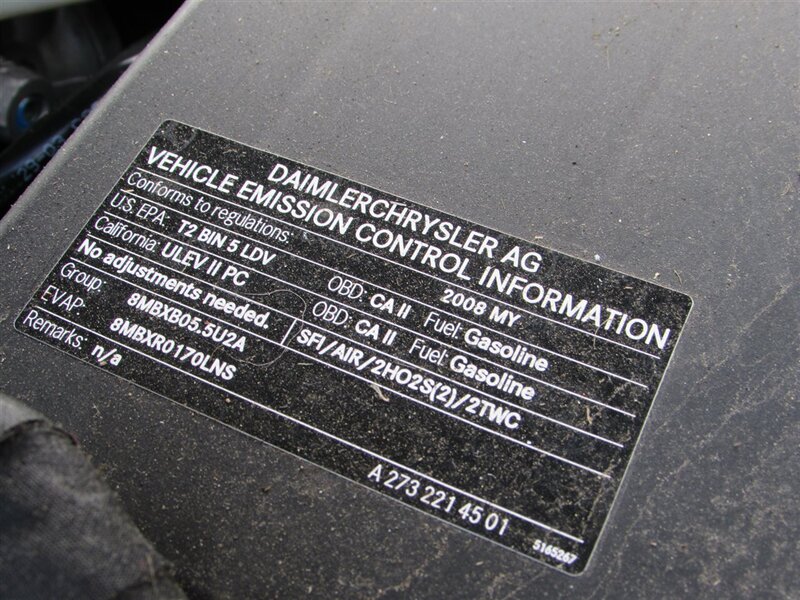 DAIMLERCHRYSLER AG
VEHICLE EMISSION CONTROL INFORMATION
Conforms to regulations: 2008 MY
U.S. EPA: T2 BIN 5 LDV OBD: CA II Fuel: Gasoline
California: ULEV II PC OBD: CA II Fuel: Gasoline
No adjustments needed. SFI/AIR/2HO2S(2)/2TWC
Group: 8MBXB05.5U2A
EVAP: 8MBXR0170LNS
Remarks: n/a
A 273 221 45 01
5165267